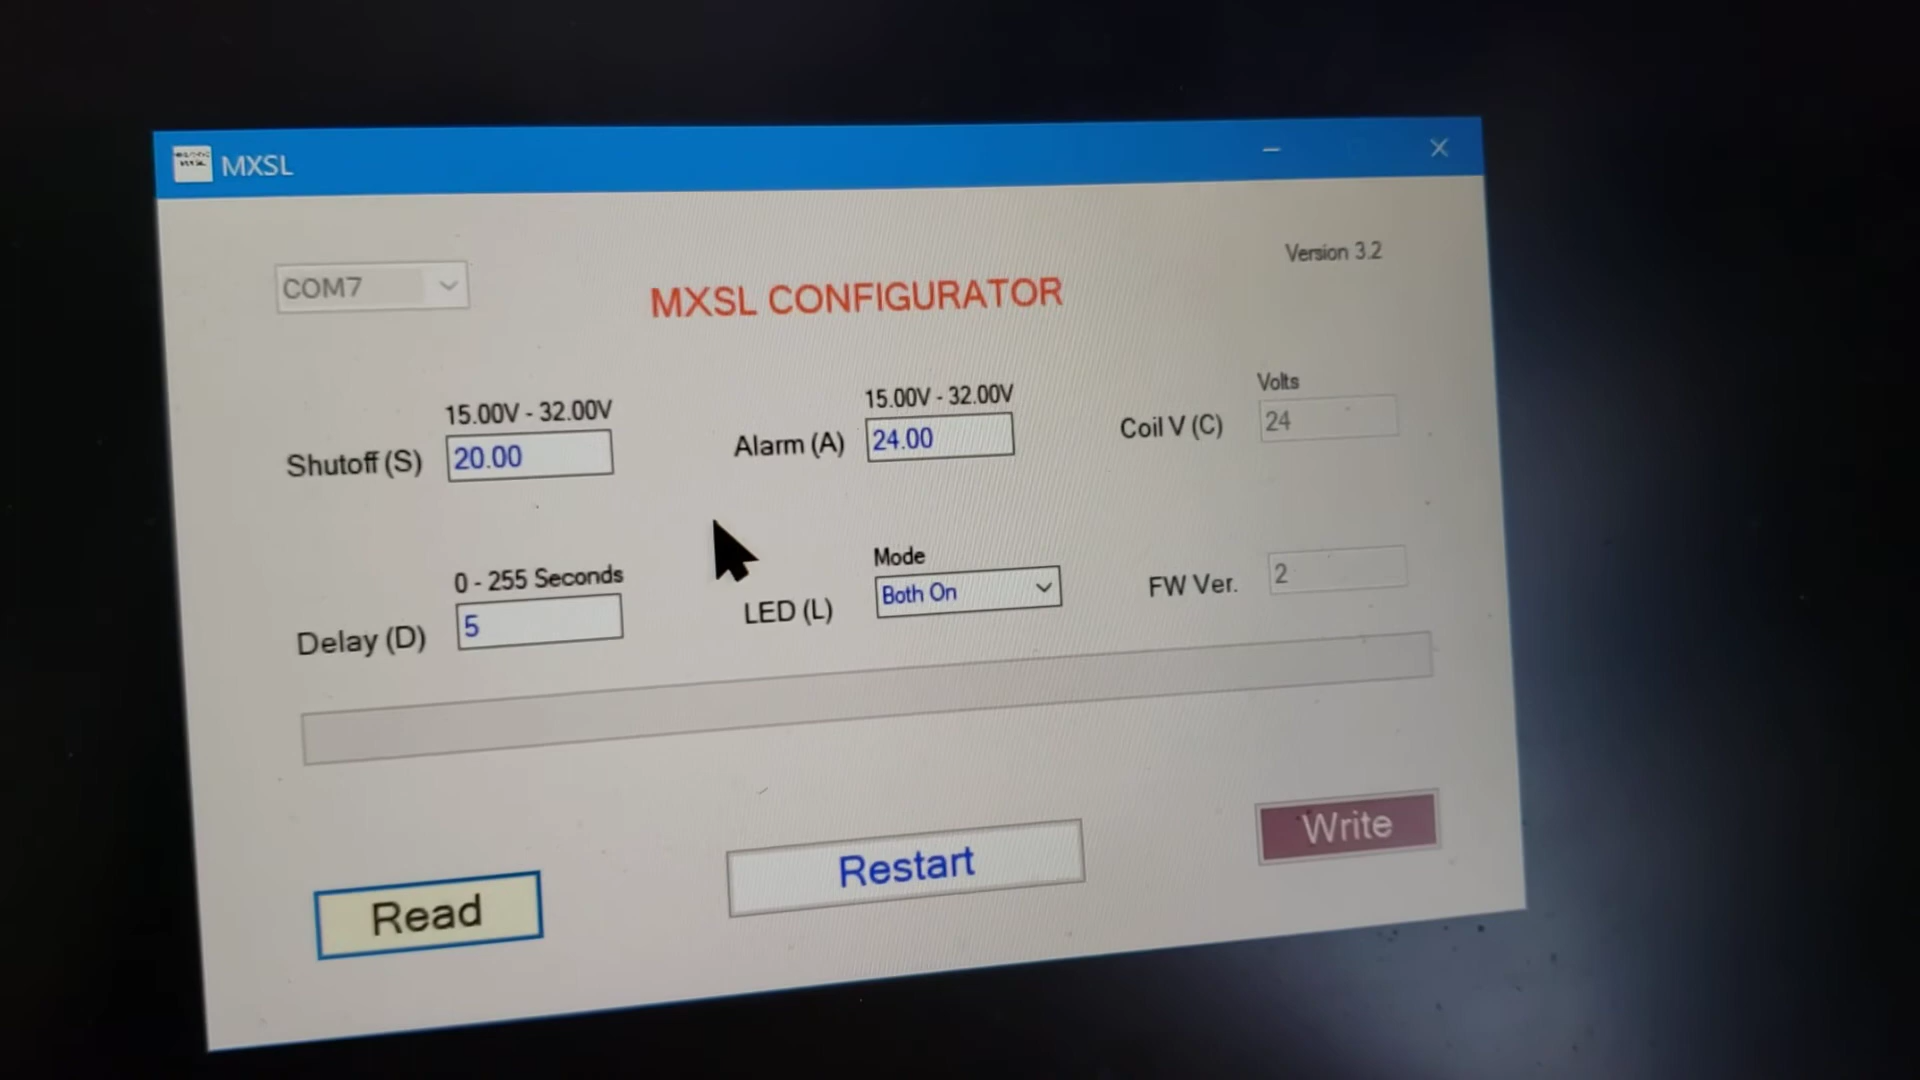 MXSL
COM7
Version 3.2
MXSL CONFIGURATOR
15.00V - 32.00V
Shutoff (S) 20.00
15.00V - 32.00V
Alarm (A) 24.00
Volts
Coil V (C) 24
0 - 255 Seconds
Delay (D) 5
Mode
LED (L) Both On
FW Ver. 2
Read
Restart
Write